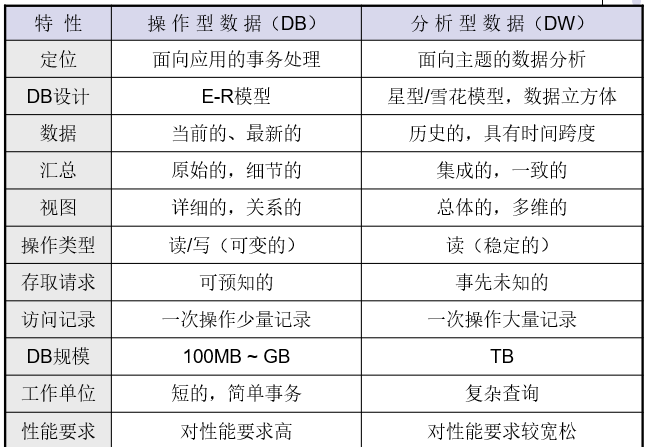 特 性 操 作 型 数 据（DB） 分 析 型 数 据（DW）
定位 面向应用的事务处理 面向主题的数据分析
DB设计 E-R模型 星型/雪花模型，数据立方体
数据 当前的、最新的 历史的，具有时间跨度
汇总 原始的，细节的 集成的，一致的
视图 详细的，关系的 总体的，多维的
操作类型 读/写（可变的） 读（稳定的）
存取请求 可预知的 事先未知的
访问记录 一次操作少量记录 一次操作大量记录
DB规模 100MB ~ GB TB
工作单位 短的，简单事务 复杂查询
性能要求 对性能要求高 对性能要求较宽松